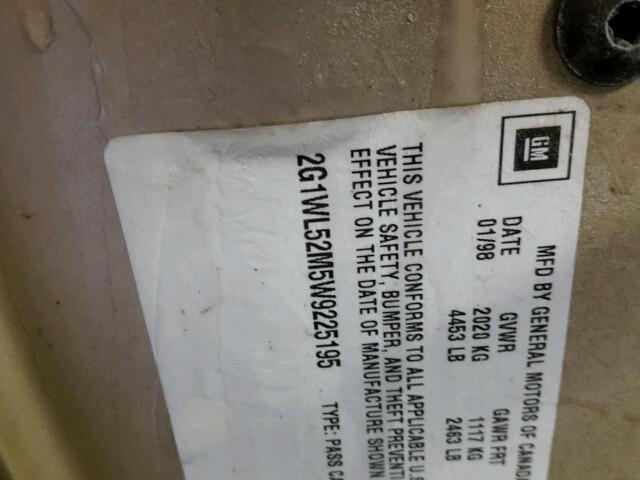 GM
MFD BY GENERAL MOTORS OF CANADA
DATE GVWR GAWR FRT
01/98 2020 KG 1117 KG
4453 LB 2463 LB
THIS VEHICLE CONFORMS TO ALL APPLICABLE U.S
VEHICLE SAFETY, BUMPER, AND THEFT PREVENTI
EFFECT ON THE DATE OF MANUFACTURE SHOWN
2G1WL52M5W9225195 TYPE: PASS CA